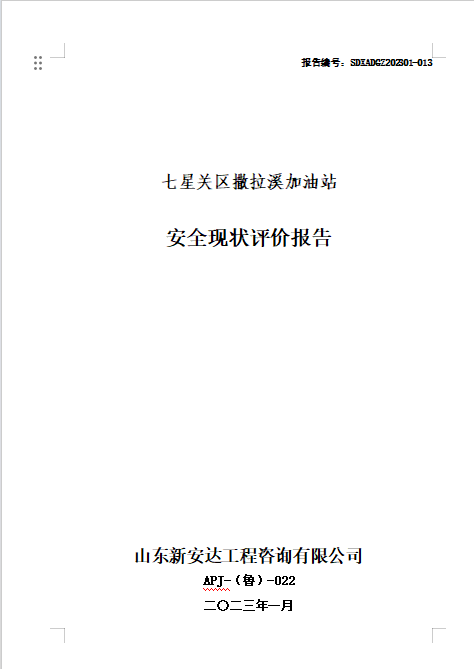 报告编号：SDXADGZ202301-013
七星关区撒拉溪加油站
安全现状评价报告
山东新安达工程咨询有限公司
APJ-（鲁）-022
二〇二三年一月